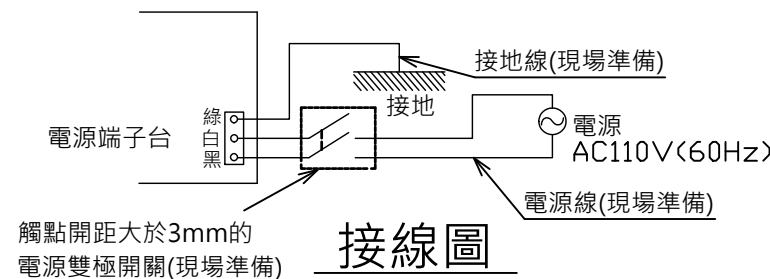 接地線(現場準備)
接地
綠
電源端子台
白
黑
電源
AC110V(60Hz)
電源線(現場準備)
觸點開距大於3mm的
電源雙極開關(現場準備)
接線圖